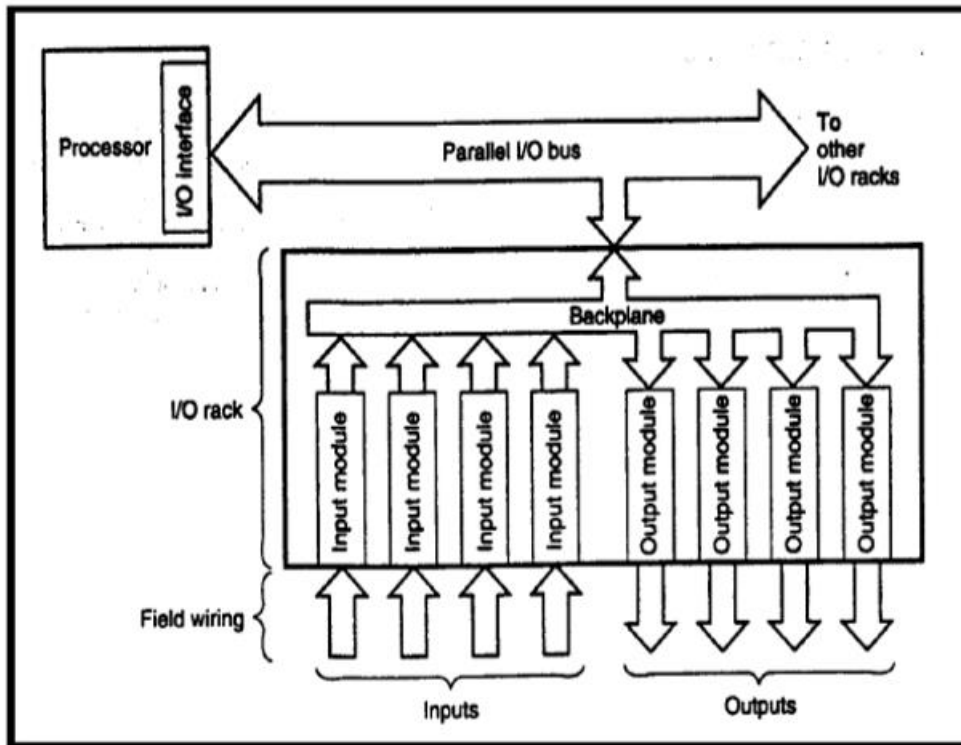 Processor
I/O interface
Parallel I/O bus
To
other
I/O racks
Backplane
I/O rack
Input module
Input module
Input module
Input module
Output module
Output module
Output module
Output module
Field wiring
Inputs
Outputs